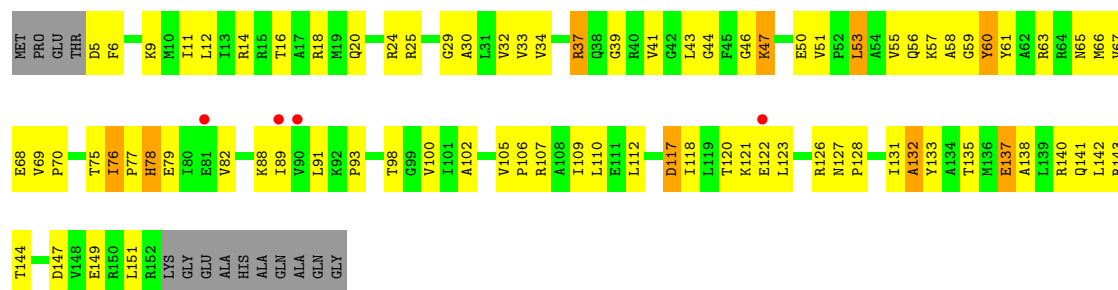 MET PRO GLU THR D5 F6 K9 M10 I11 L12 I13 R14 R15 T16 A17 R18 M19 Q20 R24 R25 G29 A30 L31 V32 V33 V34 R37 Q38 G39 R40 V41 G42 L43 G44 F45 G46 K47 E50 V51 P52 L53 A54 V55 Q56 K57 A58 G59 Y60 Y61 A62 R63 R64 N65 M66 V67
E68 V69 P70 T75 I76 P77 H78 E79 I80 E81 V82 K88 I89 V90 L91 K92 P93 T98 G99 V100 I101 A102 V105 P106 R107 A108 I109 L110 E111 L112 D117 I118 L119 T120 K121 E122 L123 R126 N127 P128 I131 A132 Y133 A134 T135 M136 E137 A138 L139 R140 Q141 L142 R143
T144 D147 V148 E149 R150 L151 R152 LYS GLY GLU ALA HIS ALA GLN ALA GLN GLY